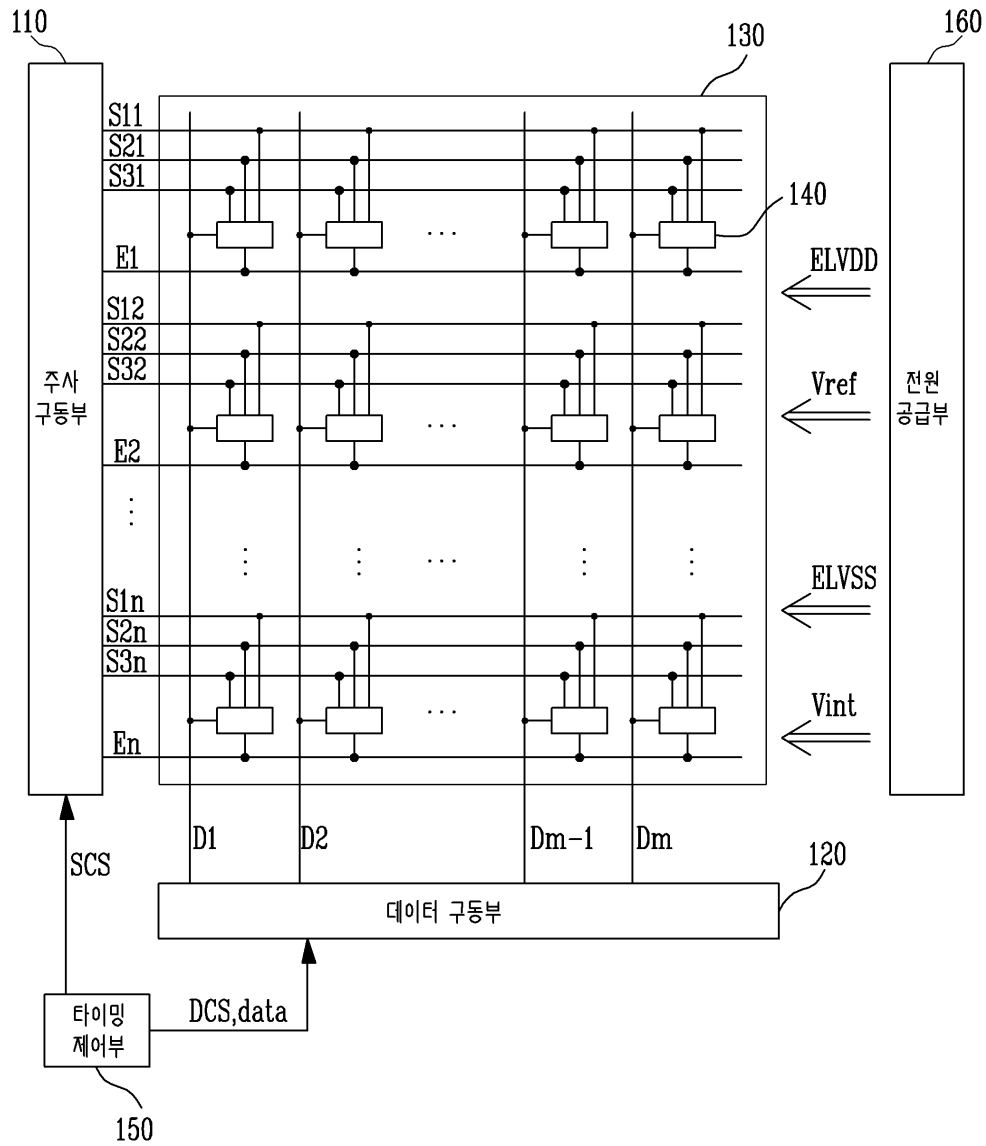 110
160
130
S11
S21
S31
140
E1
ELVDD
S12
S22
S32
주사
구동부
Vref
전원
공급부
E2
ELVSS
S1n
S2n
S3n
Vint
En
D1
D2
Dm-1
Dm
SCS
120
데이터 구동부
타이밍
제어부
DCS,data
150